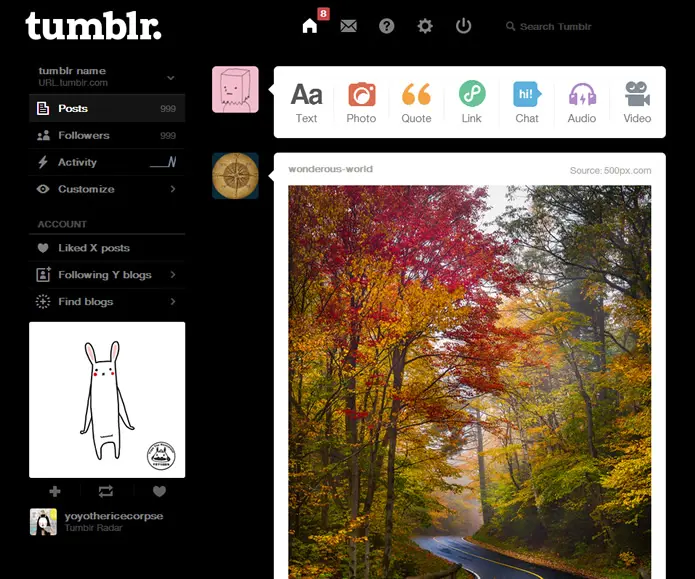 tumblr.
8
Search Tumblr
tumblr name
URL.tumblr.com
Posts 999
Followers 999
Activity
Customize
ACCOUNT
Liked X posts
Following Y blogs
Find blogs
yoyothericecorpse
Tumblr Radar
Aa
hi!
Text Photo Quote Link Chat Audio Video
wonderous-world Source: 500px.com